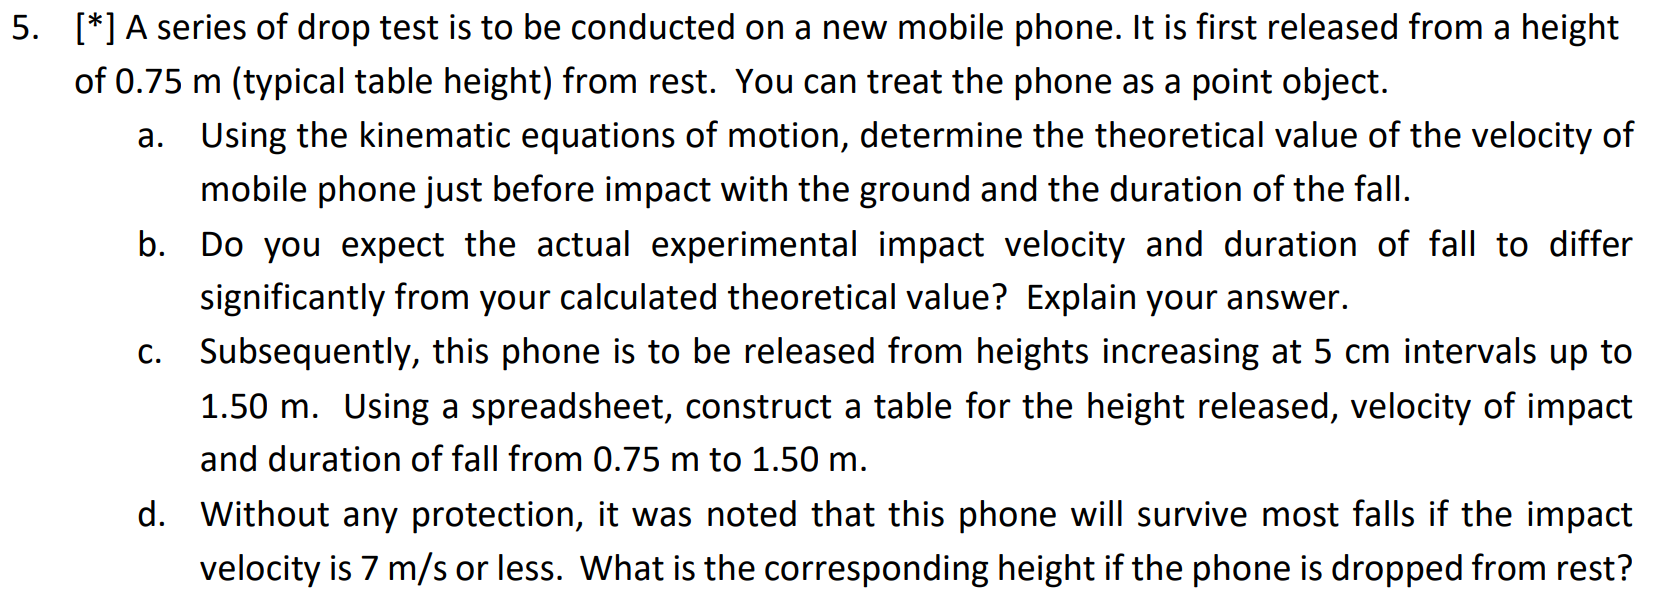 5. [*] A series of drop test is to be conducted on a new mobile phone. It is first released from a height
of 0.75 m (typical table height) from rest. You can treat the phone as a point object.
a. Using the kinematic equations of motion, determine the theoretical value of the velocity of
mobile phone just before impact with the ground and the duration of the fall.
b. Do you expect the actual experimental impact velocity and duration of fall to differ
significantly from your calculated theoretical value? Explain your answer.
c. Subsequently, this phone is to be released from heights increasing at 5 cm intervals up to
1.50 m. Using a spreadsheet, construct a table for the height released, velocity of impact
and duration of fall from 0.75 m to 1.50 m.
d. Without any protection, it was noted that this phone will survive most falls if the impact
velocity is 7 m/s or less. What is the corresponding height if the phone is dropped from rest?